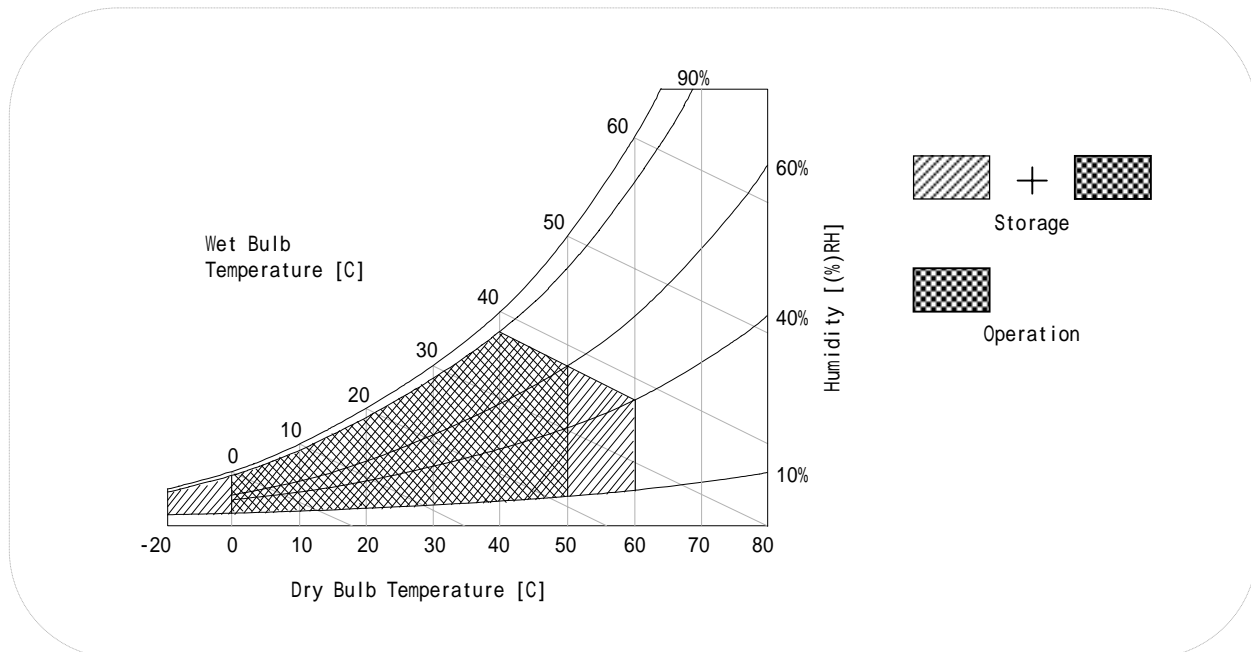 90%
60
60%
50
Wet Bulb
Temperature [C]
40
40%
30
20
10
0
10%
-20 0 10 20 30 40 50 60 70 80
Dry Bulb Temperature [C]
Humidity [(%)RH]
+
Storage
Operation